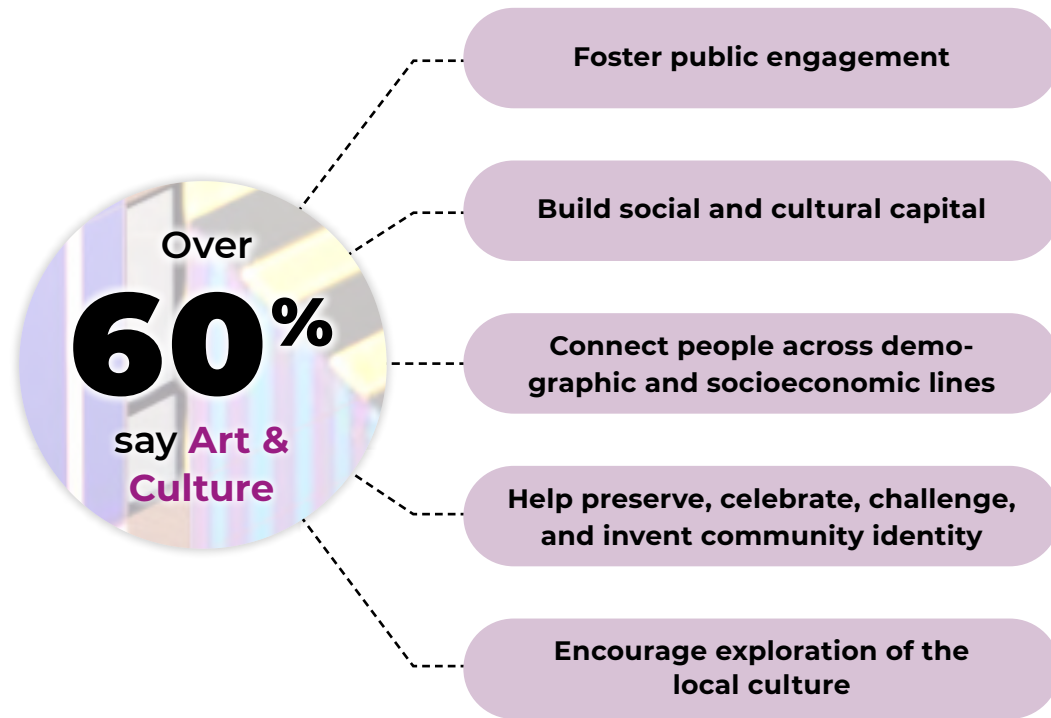 Over
60%
say Art &
Culture
Foster public engagement
Build social and cultural capital
Connect people across demo-
graphic and socioeconomic lines
Help preserve, celebrate, challenge,
and invent community identity
Encourage exploration of the
local culture